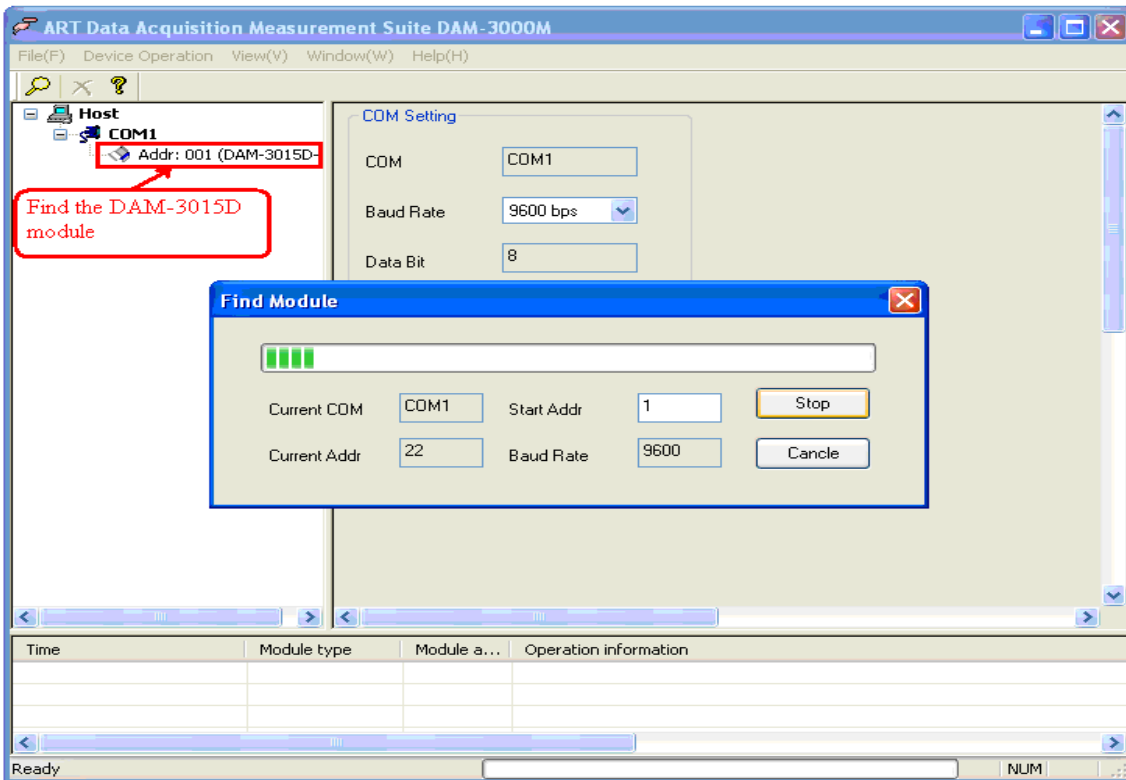 ART Data Acquisition Measurement Suite DAM-3000M
File(F) Device Operation View(V) Window(W) Help(H)
Host
COM1
Addr: 001 (DAM-3015D-
Find the DAM-3015D
module
COM Setting
COM COM1
Baud Rate 9600 bps
Data Bit 8
Find Module
Current COM COM1 Start Addr 1 Stop
Current Addr 22 Baud Rate 9600 Cancle
Time Module type Module a... Operation information
Ready NUM